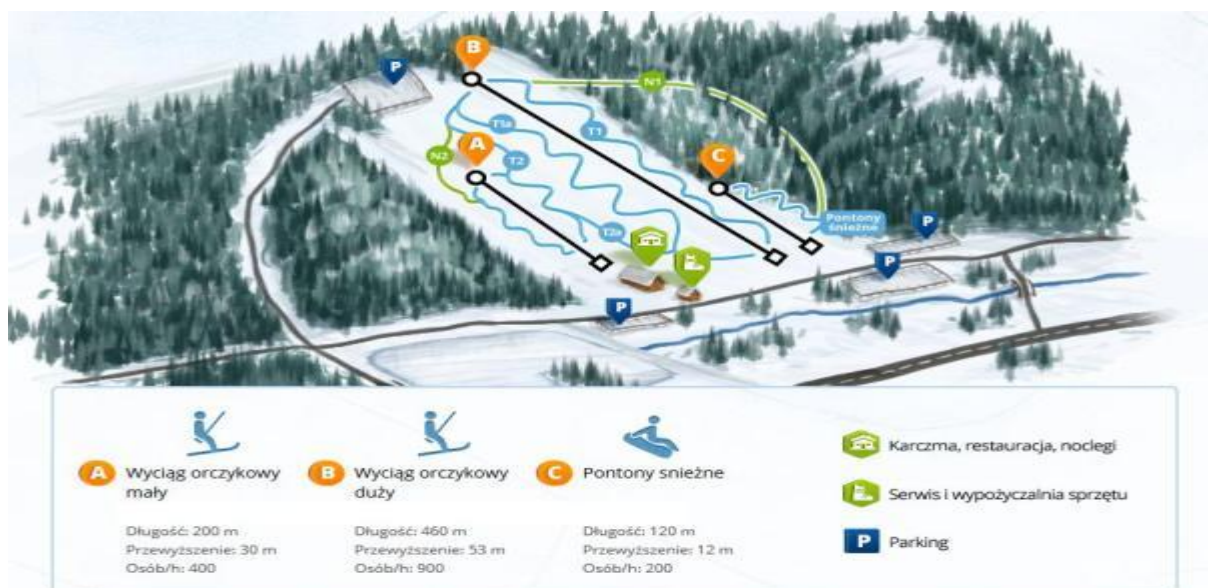 B
P
N1
T1a
T1
A
C
N2
T2
Pontony
śnieżne
P
T2a
P
P
A Wyciąg orczykowy
mały
Długość: 200 m
Przewyższenie: 30 m
Osób/h: 400
B Wyciąg orczykowy
duży
Długość: 460 m
Przewyższenie: 53 m
Osób/h: 900
C Pontony snieżne
Długość: 120 m
Przewyższenie: 12 m
Osób/h: 200
Karczma, restauracja, noclegi
Serwis i wypożyczalnia sprzętu
P Parking